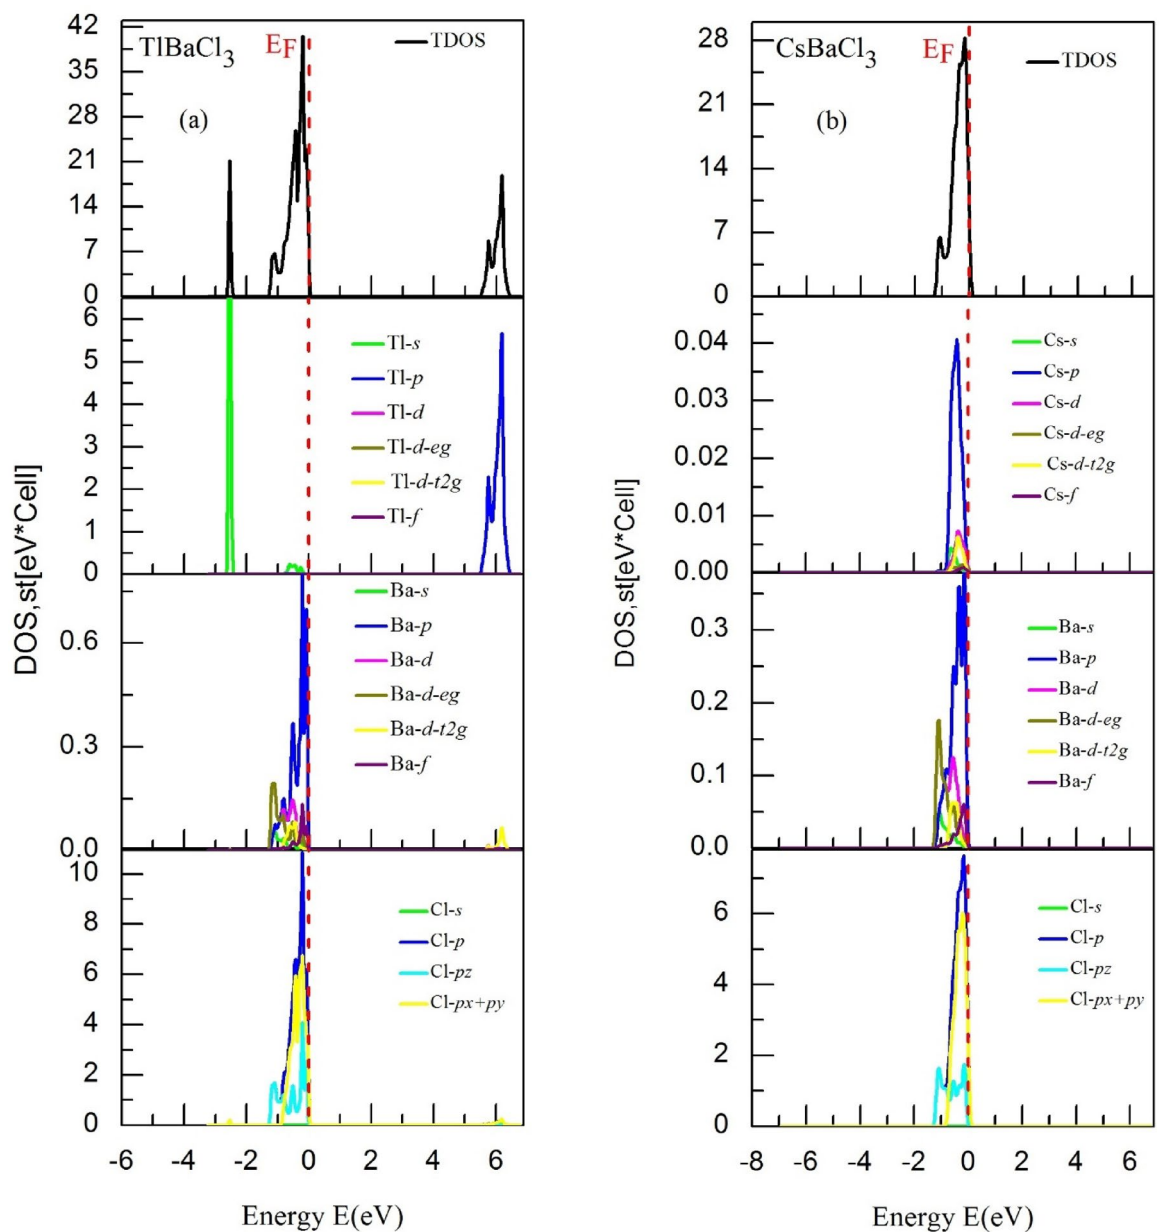 TlBaCl3
EF
TDOS
(a)
42
35
28
21
14
7
0
Tl-s
Tl-p
Tl-d
Tl-d-eg
Tl-d-t2g
Tl-f
6
5
4
3
2
1
0
Ba-s
Ba-p
Ba-d
Ba-d-eg
Ba-d-t2g
Ba-f
0.6
0.3
0.0
Cl-s
Cl-p
Cl-pz
Cl-px+py
10
8
6
4
2
0
-6 -4 -2 0 2 4 6
Energy E(eV)
DOS,st[eV*Cell]
CsBaCl3
EF
TDOS
(b)
28
21
14
7
0
Cs-s
Cs-p
Cs-d
Cs-d-eg
Cs-d-t2g
Cs-f
0.04
0.03
0.02
0.01
0.00
Ba-s
Ba-p
Ba-d
Ba-d-eg
Ba-d-t2g
Ba-f
0.3
0.2
0.1
0.0
Cl-s
Cl-p
Cl-pz
Cl-px+py
6
4
2
0
-8 -6 -4 -2 0 2 4 6
Energy E(eV)
DOS,st[eV*Cell]